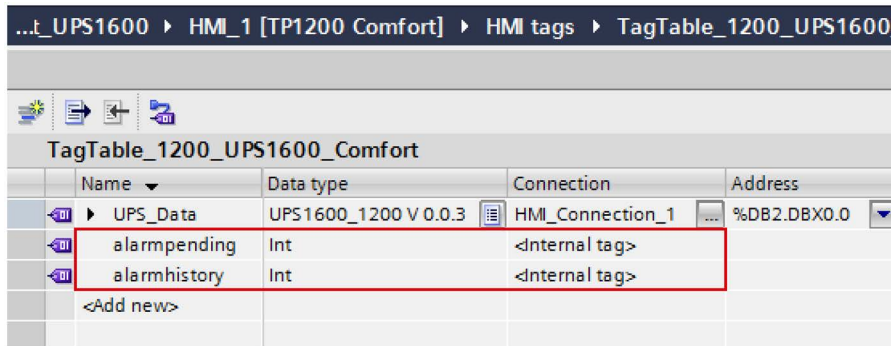 ...t_UPS1600 ▸ HMI_1 [TP1200 Comfort] ▸ HMI tags ▸ TagTable_1200_UPS1600
TagTable_1200_UPS1600_Comfort
Name Data type Connection Address
UPS_Data UPS1600_1200 V 0.0.3 HMI_Connection_1 ... %DB2.DBX0.0
alarmpending Int <Internal tag>
alarmhistory Int <Internal tag>
<Add new>